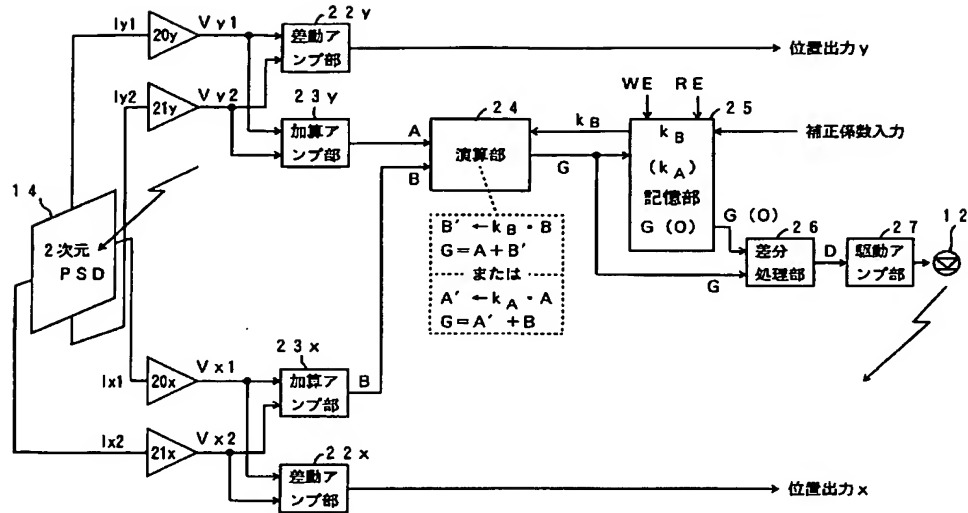 Iy1
20y
Vy1
22y
差動ア
ンプ部
位置出力y
Iy2
21y
Vy2
23y
加算ア
ンプ部
A
B
24
演算部
kB
G
WE
RE
25
kB
(kA)
記憶部
G(0)
補正係数入力
G(0)
26
差分
処理部
G
D
27
駆動ア
ンプ部
12
B'←kB・B
G=A+B'
または
A'←kA・A
G=A'+B
14
2次元
PSD
Ix1
20x
Vx1
23x
加算ア
ンプ部
B
Ix2
21x
Vx2
22x
差動ア
ンプ部
位置出力x